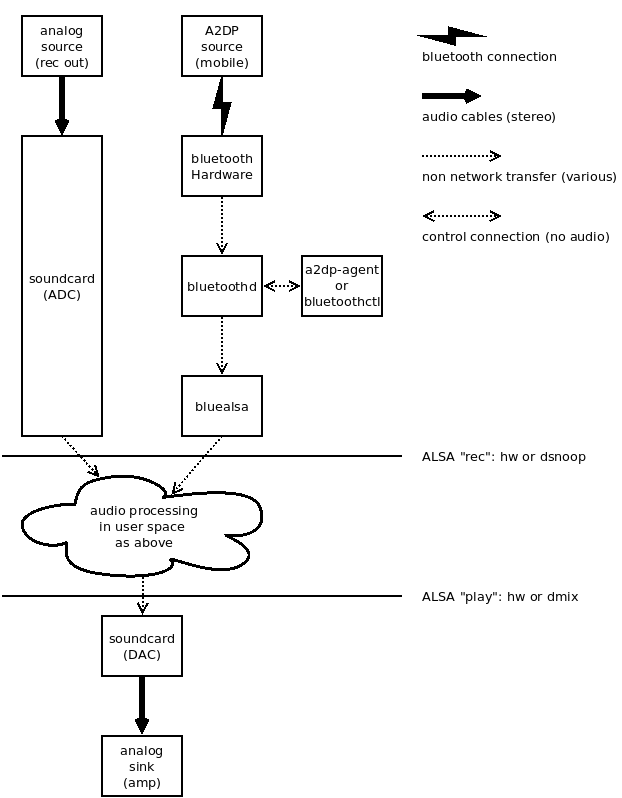 analog
source
(rec out)
A2DP
source
(mobile)
bluetooth connection
audio cables (stereo)
non network transfer (various)
control connection (no audio)
bluetooth
Hardware
soundcard
(ADC)
bluetoothd
a2dp-agent
or
bluetoothctl
bluealsa
ALSA "rec": hw or dsnoop
audio processing
in user space
as above
ALSA "play": hw or dmix
soundcard
(DAC)
analog
sink
(amp)